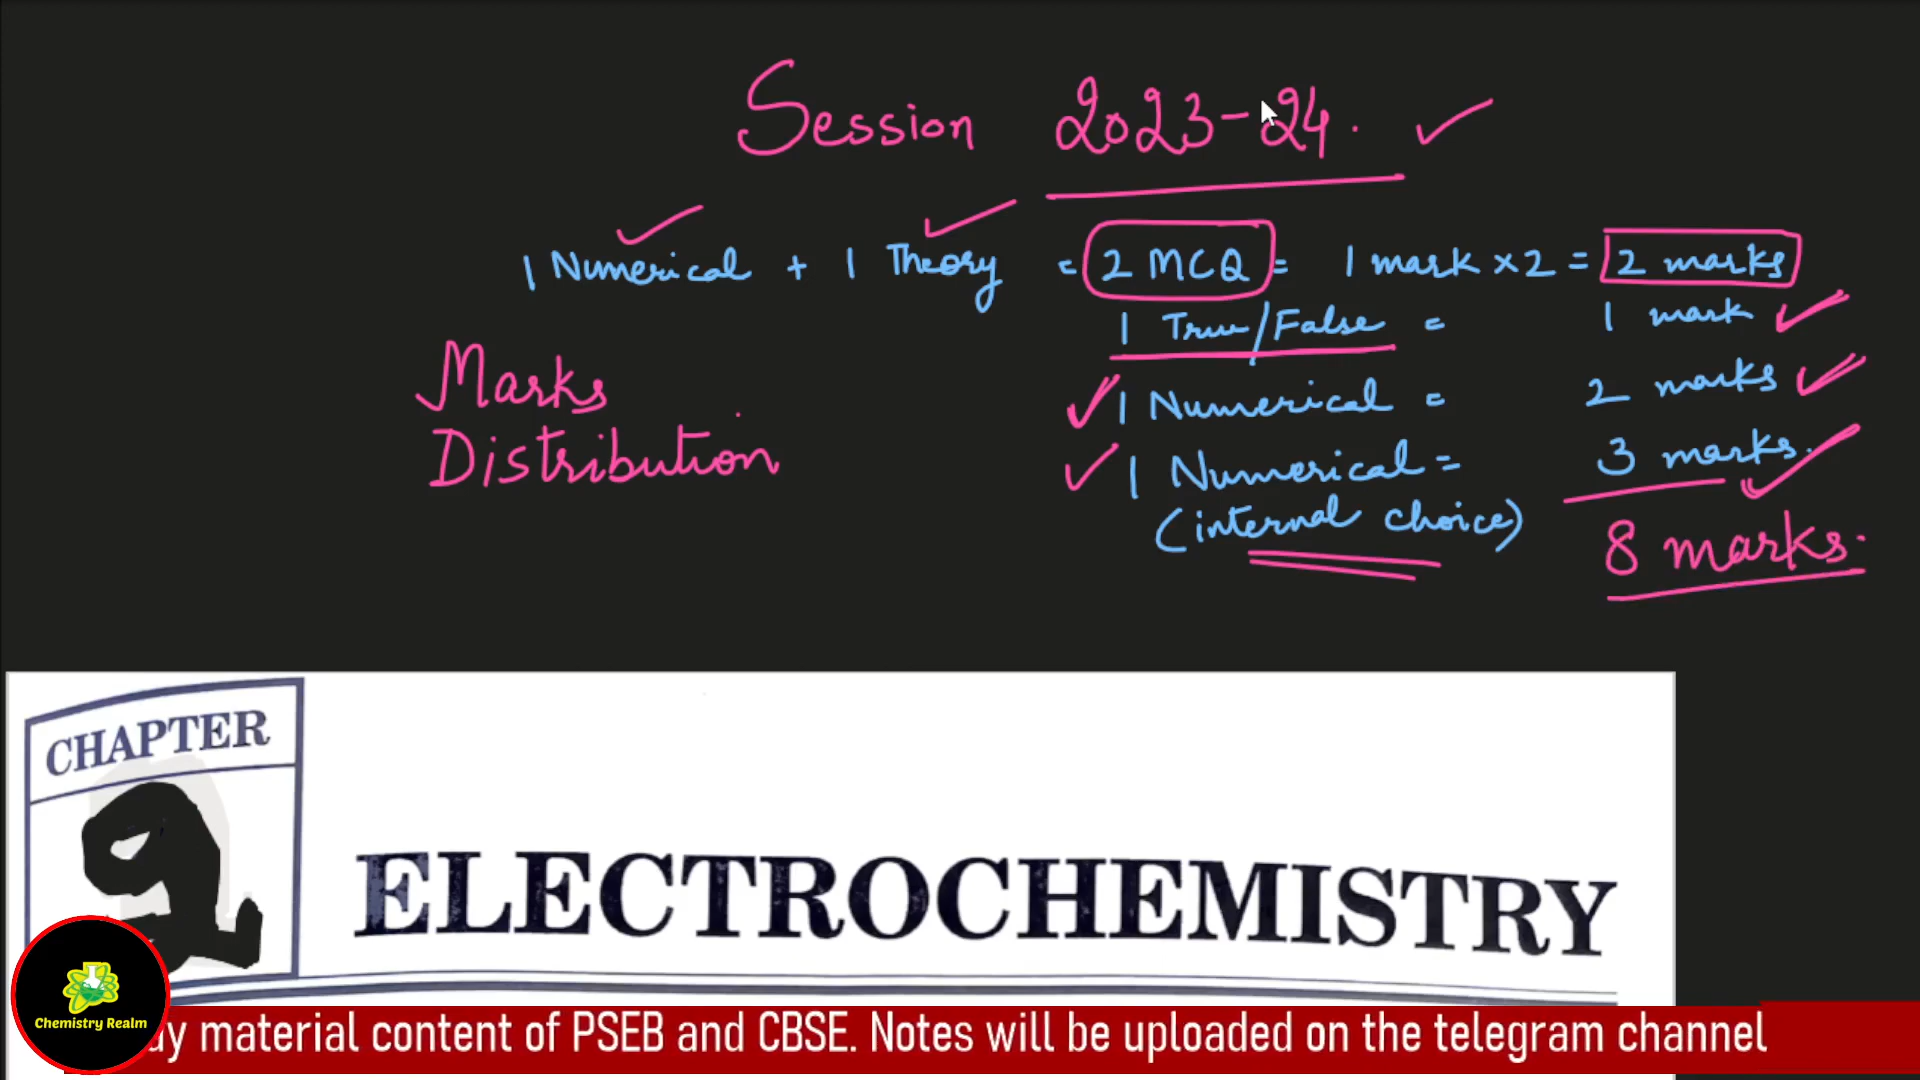 Session 2023-24.
1 Numerical + 1 Theory = 2 MCQ = 1 mark x 2 = 2 marks
1 True/False = 1 mark
Marks
Distribution
1 Numerical = 2 marks
1 Numerical = 3 marks.
(internal choice)
8 marks.
CHAPTER
2
ELECTROCHEMISTRY
Chemistry Realm
ay material content of PSEB and CBSE. Notes will be uploaded on the telegram channel